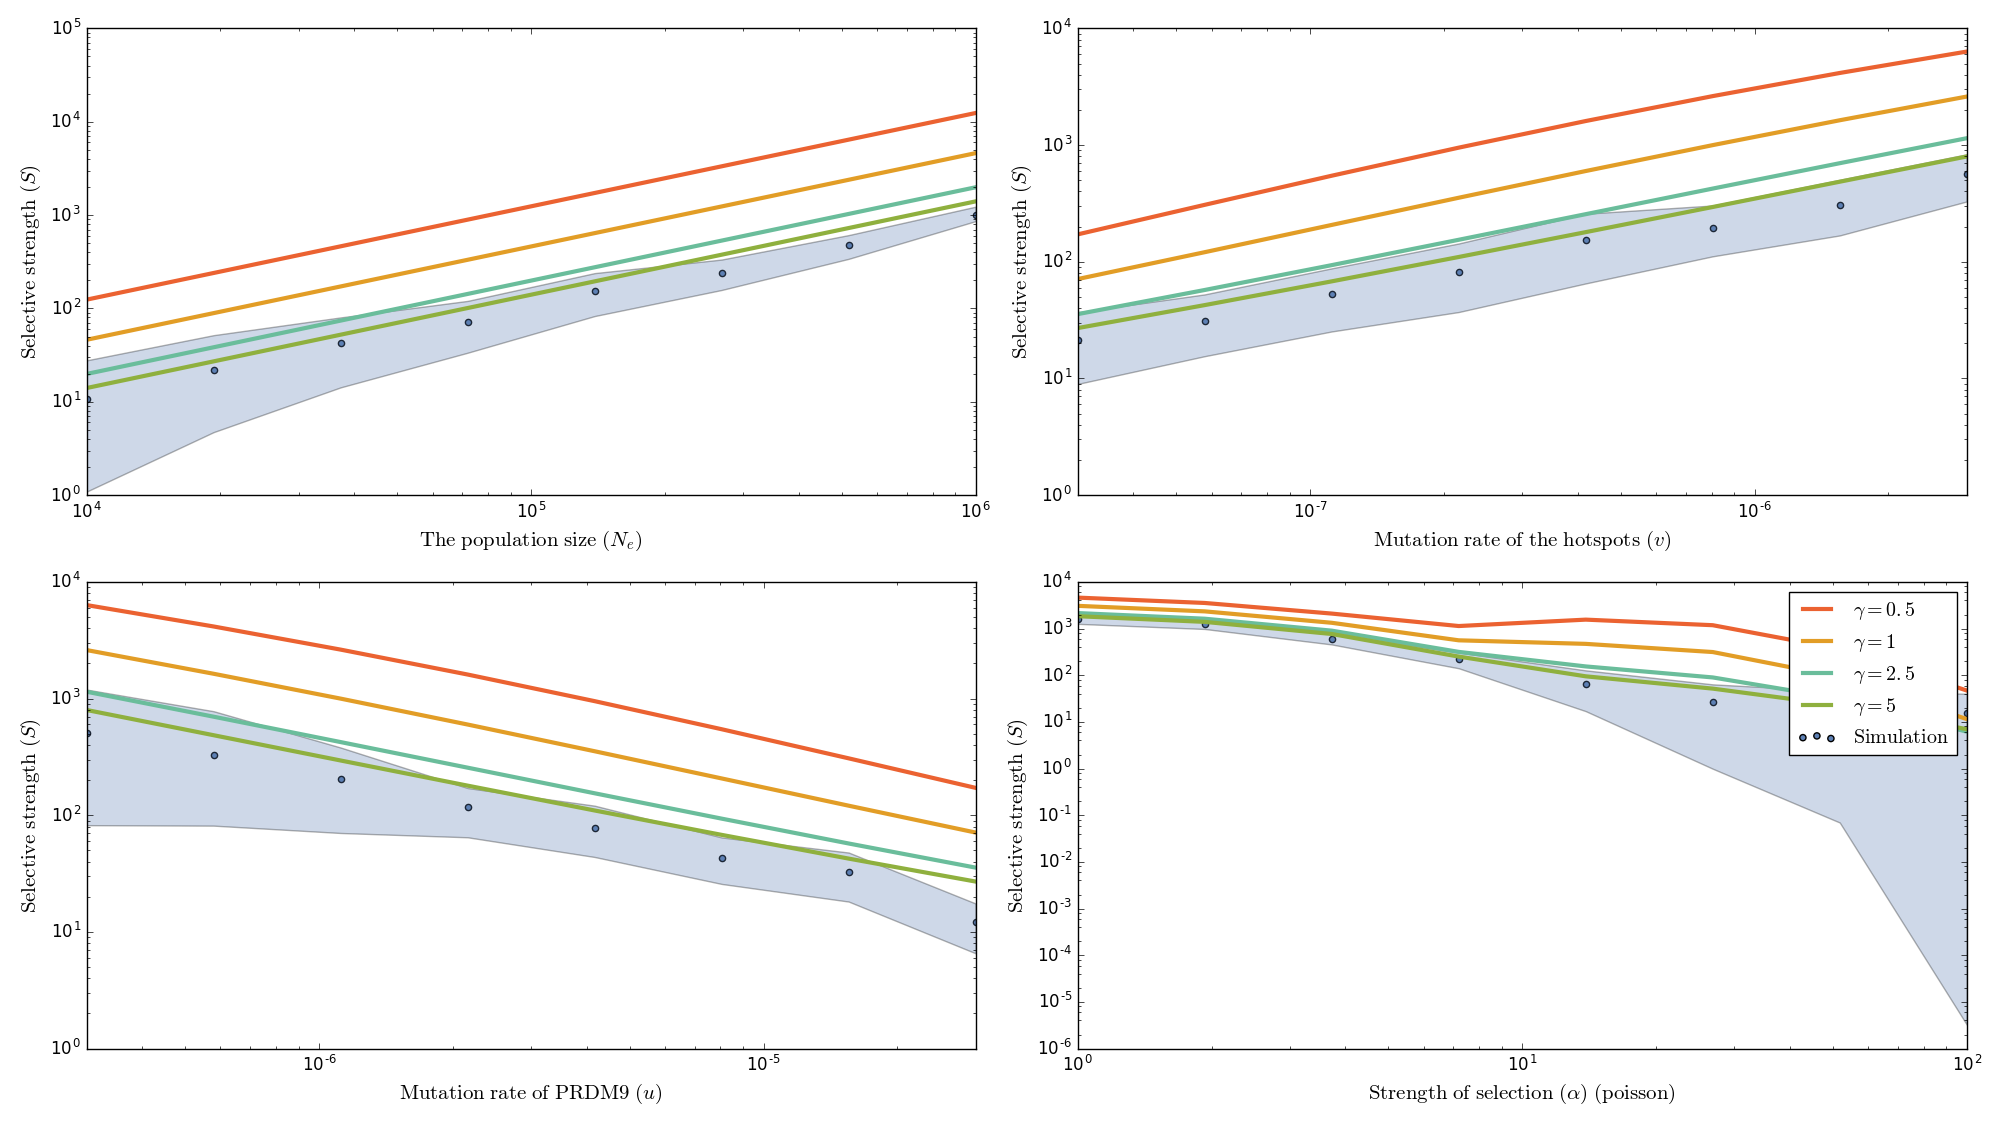 10^5
10^4
10^3
10^2
10^1
10^0
Selective strength (S)
10^4 10^5 10^6
The population size (N_e)
10^4
10^3
10^2
10^1
10^0
Selective strength (S)
10^-7 10^-6
Mutation rate of the hotspots (v)
10^4
10^3
10^2
10^1
10^0
Selective strength (S)
10^-6 10^-5
Mutation rate of PRDM9 (u)
10^4
10^3
10^2
10^1
10^0
10^-1
10^-2
10^-3
10^-4
10^-5
10^-6
Selective strength (S)
10^0 10^1 10^2
Strength of selection (α) (poisson)
γ = 0.5
γ = 1
γ = 2.5
γ = 5
Simulation